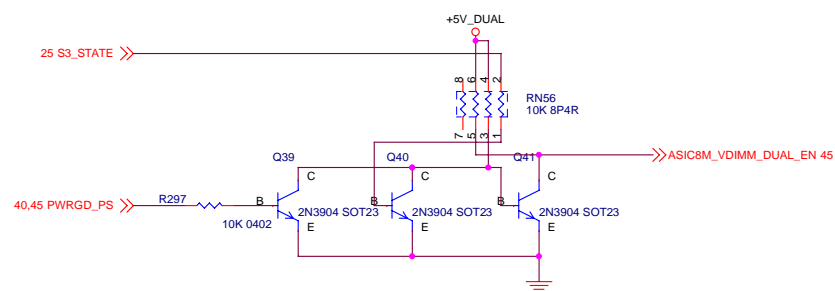 +5V_DUAL
25 S3_STATE
8 6 4 2
RN56
10K 8P4R
7 5 3 1
Q39 Q40 Q41
ASIC8M_VDIMM_DUAL_EN 45
C C C
40,45 PWRGD_PS R297 B B B
10K 0402 2N3904 SOT23 2N3904 SOT23 2N3904 SOT23
E E E